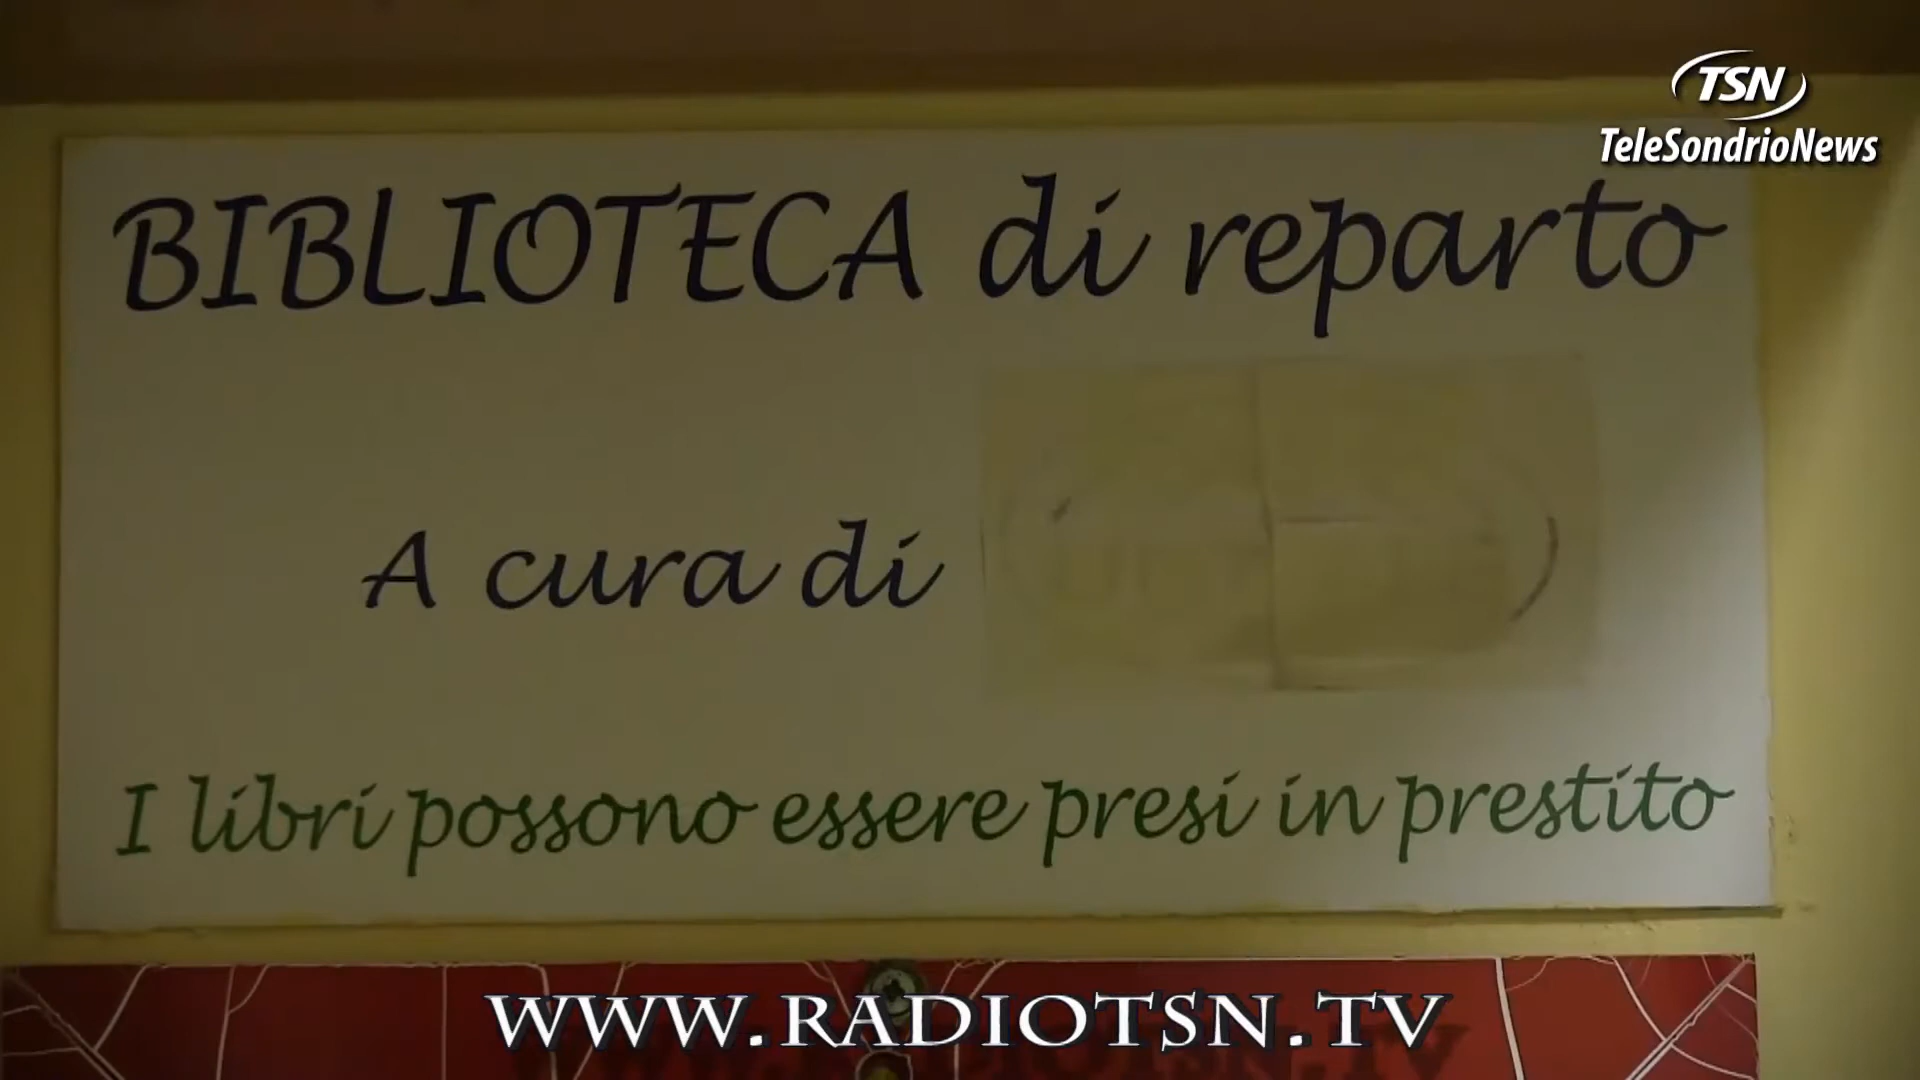 TSN
TeleSondrioNews
BIBLIOTECA di reparto
A cura di
I libri possono essere presi in prestito
WWW.RADIOTSN.TV